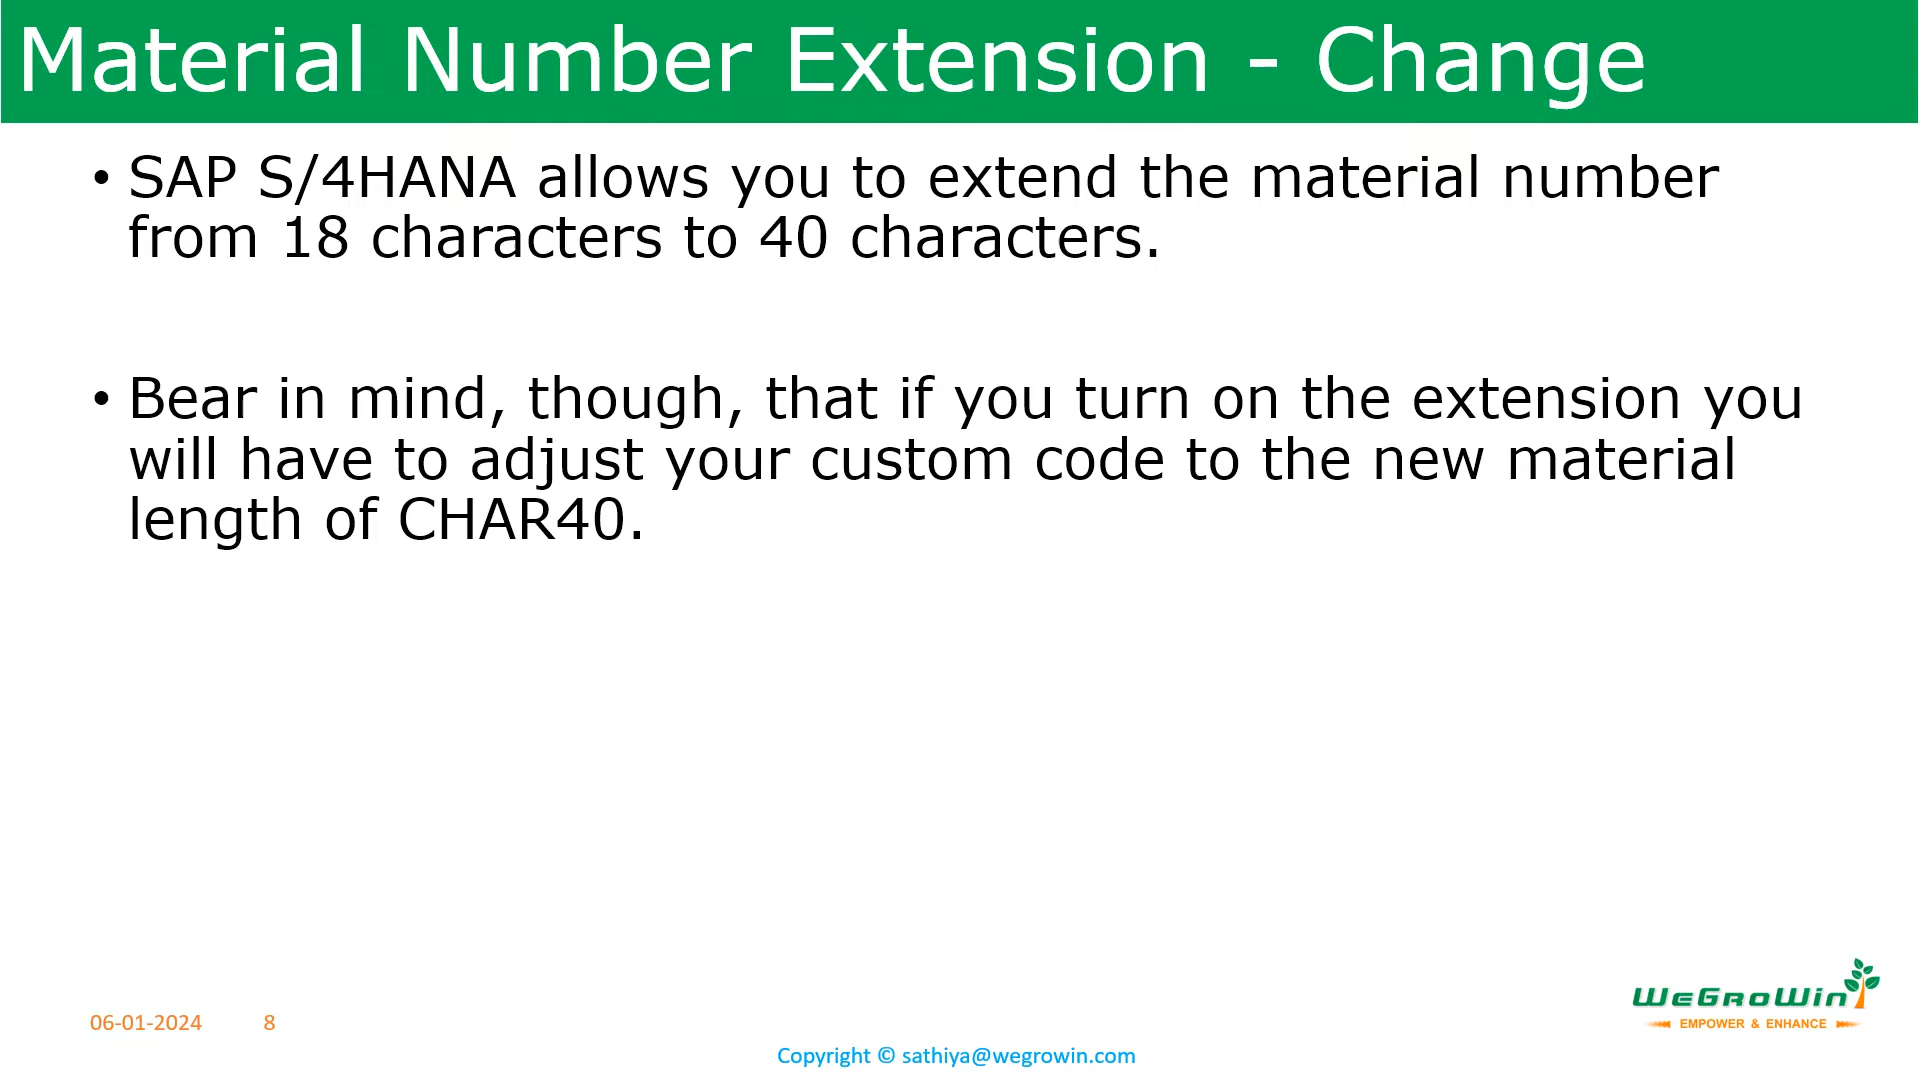 Material Number Extension - Change
• SAP S/4HANA allows you to extend the material number
from 18 characters to 40 characters.
• Bear in mind, though, that if you turn on the extension you
will have to adjust your custom code to the new material
length of CHAR40.
WeGroWin
EMPOWER & ENHANCE
06-01-2024 8
Copyright © sathiya@wegrowin.com